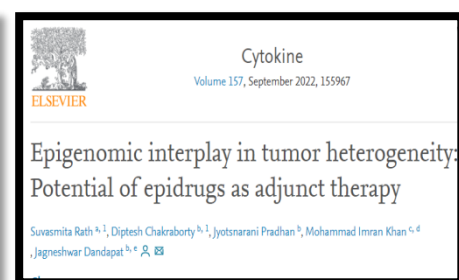 ELSEVIER
Cytokine
Volume 157, September 2022, 155967
Epigenomic interplay in tumor heterogeneity:
Potential of epidrugs as adjunct therapy
Suvasmita Rath a, 1, Diptesh Chakraborty b, 1, Jyotsnarani Pradhan b, Mohammad Imran Khan c, d
, Jagneshwar Dandapat b, e